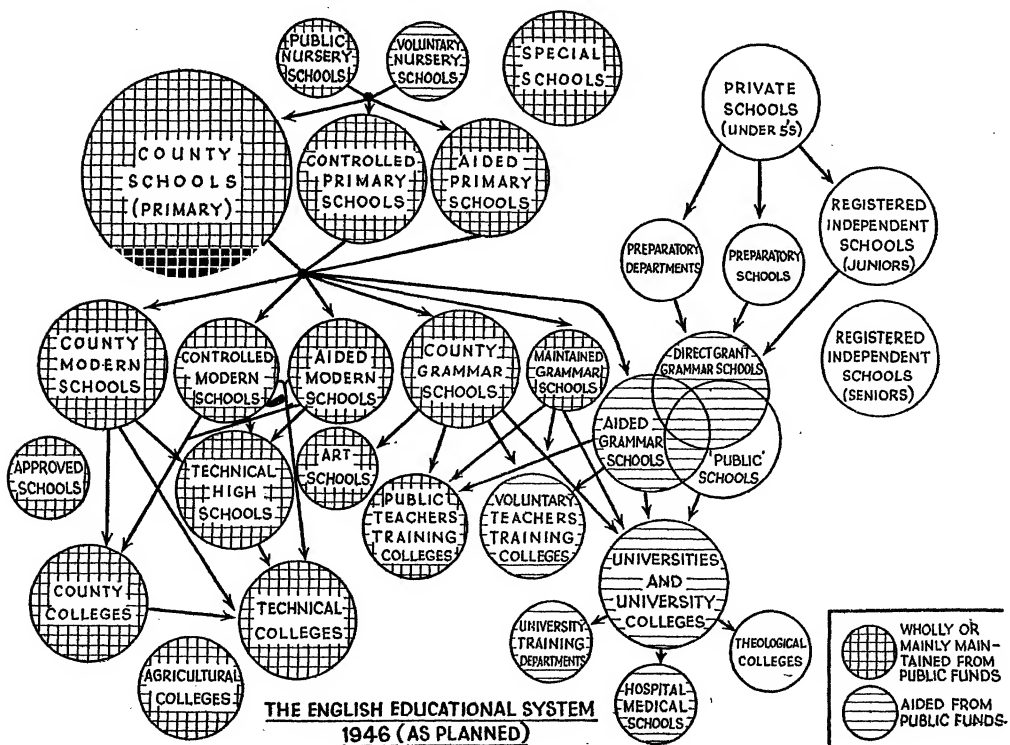 PUBLIC
NURSERY
SCHOOLS
VOLUNTARY
NURSERY
SCHOOLS
SPECIAL
SCHOOLS
PRIVATE
SCHOOLS
(UNDER 5'S)
COUNTY
SCHOOLS
(PRIMARY)
CONTROLLED
PRIMARY
SCHOOLS
AIDED
PRIMARY
SCHOOLS
REGISTERED
INDEPENDENT
SCHOOLS
(JUNIORS)
PREPARATORY
DEPARTMENTS
PREPARATORY
SCHOOLS
COUNTY
MODERN
SCHOOLS
CONTROLLED
MODERN
SCHOOLS
AIDED
MODERN
SCHOOLS
COUNTY
GRAMMAR
SCHOOLS
MAINTAINED
GRAMMAR
SCHOOLS
DIRECT GRANT
GRAMMAR SCHOOLS
REGISTERED
INDEPENDENT
SCHOOLS
(SENIORS)
AIDED
GRAMMAR
SCHOOLS
'PUBLIC'
SCHOOLS
APPROVED
SCHOOLS
TECHNICAL
HIGH
SCHOOLS
ART
SCHOOLS
PUBLIC
TEACHERS
TRAINING
COLLEGES
VOLUNTARY
TEACHERS
TRAINING
COLLEGES
UNIVERSITIES
AND
UNIVERSITY
COLLEGES
COUNTY
COLLEGES
TECHNICAL
COLLEGES
AGRICULTURAL
COLLEGES
UNIVERSITY
TRAINING
DEPARTMENTS
HOSPITAL
MEDICAL
SCHOOLS
THEOLOGICAL
COLLEGES
WHOLLY OR
MAINLY MAIN-
TAINED FROM
PUBLIC FUNDS
AIDED FROM
PUBLIC FUNDS
THE ENGLISH EDUCATIONAL SYSTEM
1946 (AS PLANNED)